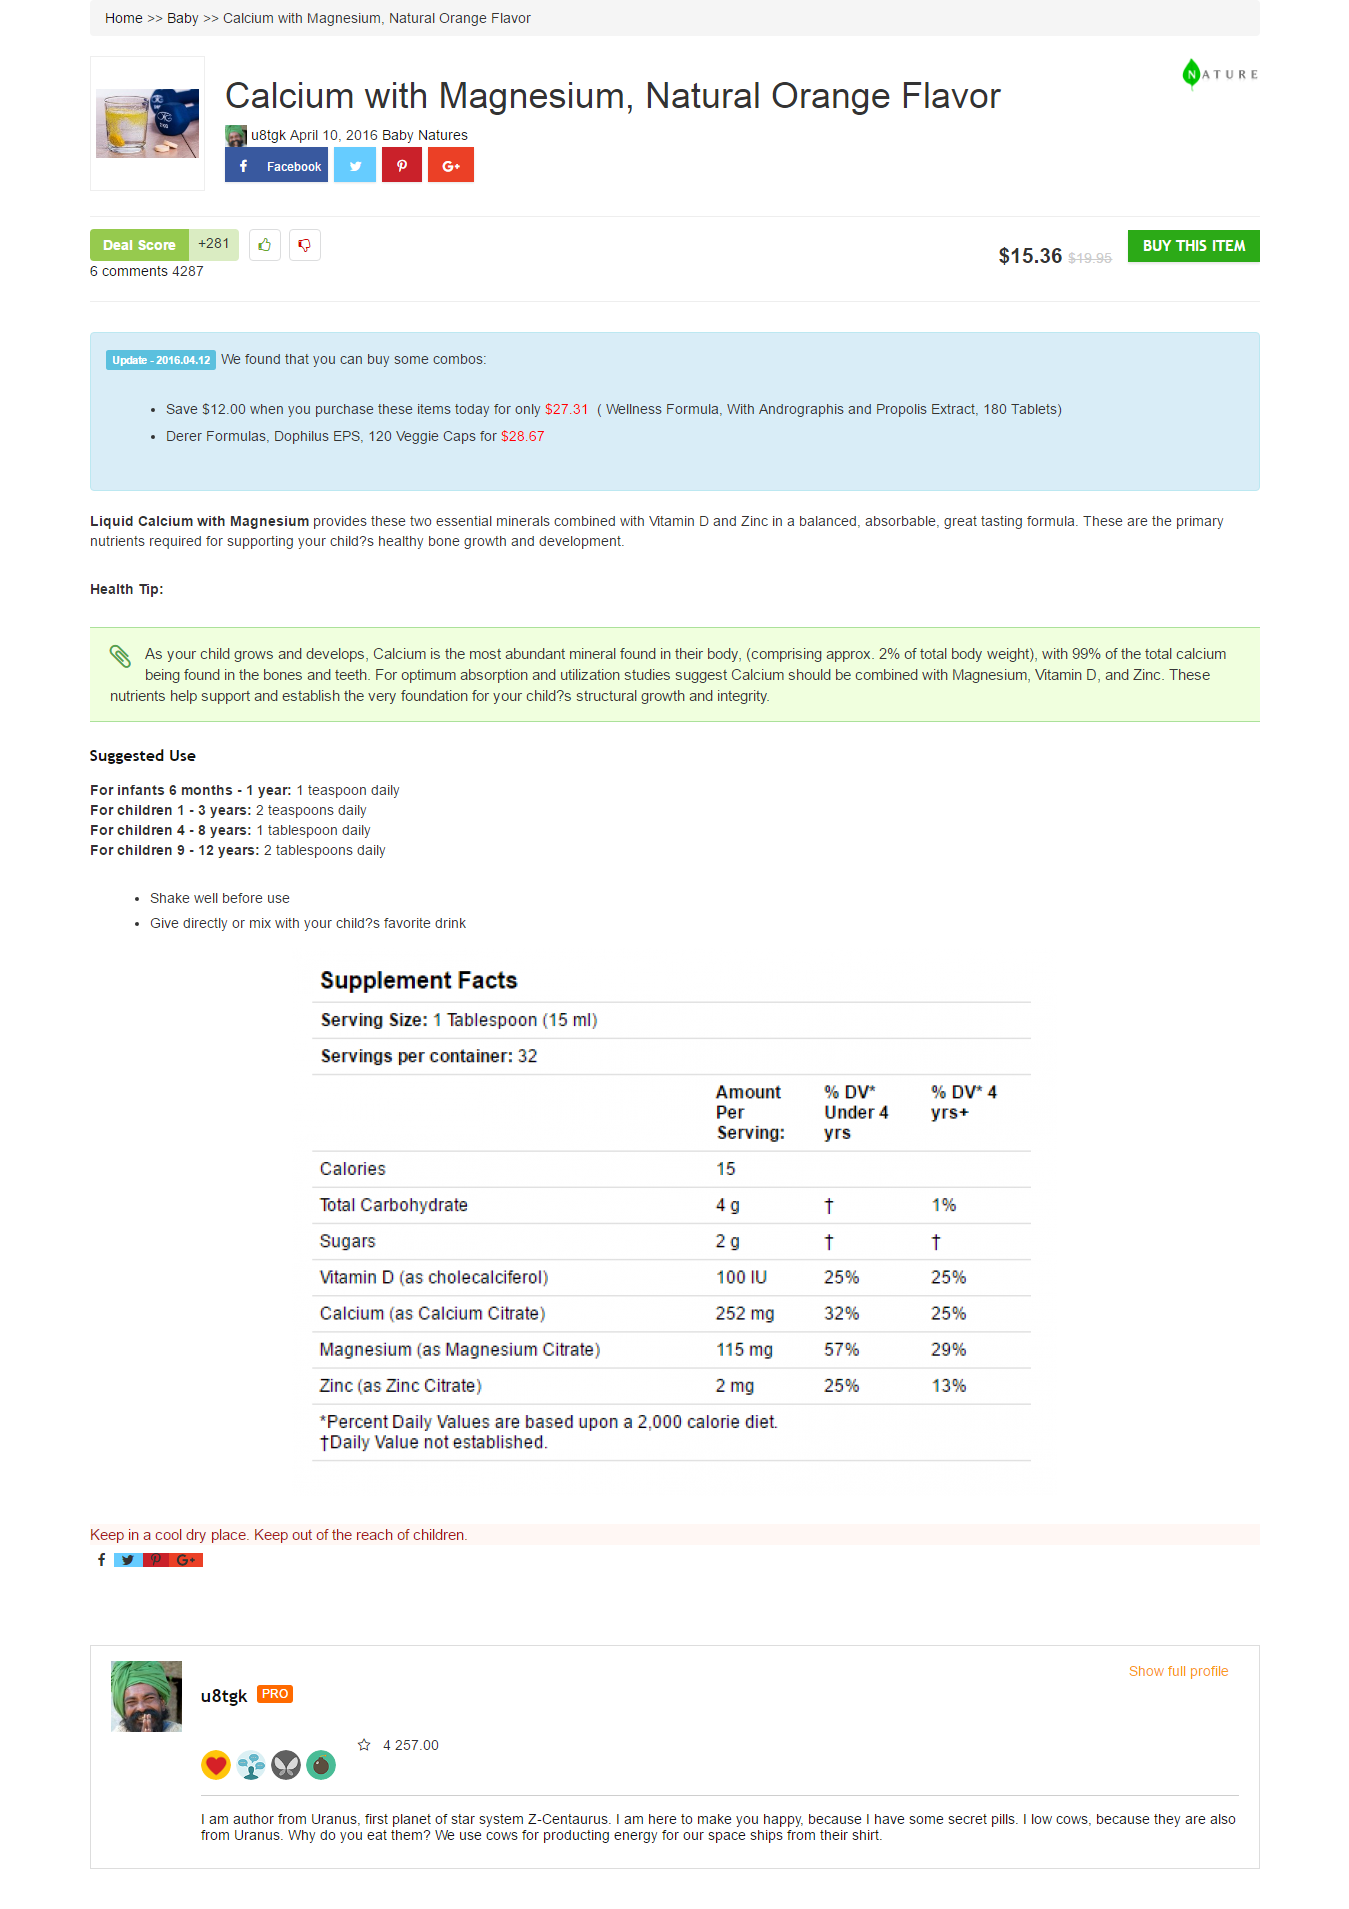 Home >> Baby >> Calcium with Magnesium, Natural Orange Flavor
NATURE
Calcium with Magnesium, Natural Orange Flavor
u8tgk April 10, 2016 Baby Natures
Facebook
G+
Deal Score +281
6 comments 4287
$15.36 $19.95 BUY THIS ITEM
Update - 2016.04.12 We found that you can buy some combos:
• Save $12.00 when you purchase these items today for only $27.31 ( Wellness Formula, With Andrographis and Propolis Extract, 180 Tablets)
• Derer Formulas, Dophilus EPS, 120 Veggie Caps for $28.67
Liquid Calcium with Magnesium provides these two essential minerals combined with Vitamin D and Zinc in a balanced, absorbable, great tasting formula. These are the primary
nutrients required for supporting your child?s healthy bone growth and development.
Health Tip:
As your child grows and develops, Calcium is the most abundant mineral found in their body, (comprising approx. 2% of total body weight), with 99% of the total calcium
being found in the bones and teeth. For optimum absorption and utilization studies suggest Calcium should be combined with Magnesium, Vitamin D, and Zinc. These
nutrients help support and establish the very foundation for your child?s structural growth and integrity.
Suggested Use
For infants 6 months - 1 year: 1 teaspoon daily
For children 1 - 3 years: 2 teaspoons daily
For children 4 - 8 years: 1 tablespoon daily
For children 9 - 12 years: 2 tablespoons daily
• Shake well before use
• Give directly or mix with your child?s favorite drink
Supplement Facts
Serving Size: 1 Tablespoon (15 ml)
Servings per container: 32
Amount Per Serving: % DV* Under 4 yrs % DV* 4 yrs+
Calories 15
Total Carbohydrate 4 g † 1%
Sugars 2 g † †
Vitamin D (as cholecalciferol) 100 IU 25% 25%
Calcium (as Calcium Citrate) 252 mg 32% 25%
Magnesium (as Magnesium Citrate) 115 mg 57% 29%
Zinc (as Zinc Citrate) 2 mg 25% 13%
*Percent Daily Values are based upon a 2,000 calorie diet.
†Daily Value not established.
Keep in a cool dry place. Keep out of the reach of children.
G+
Show full profile
u8tgk PRO
4 257.00
I am author from Uranus, first planet of star system Z-Centaurus. I am here to make you happy, because I have some secret pills. I low cows, because they are also
from Uranus. Why do you eat them? We use cows for producing energy for our space ships from their shirt.